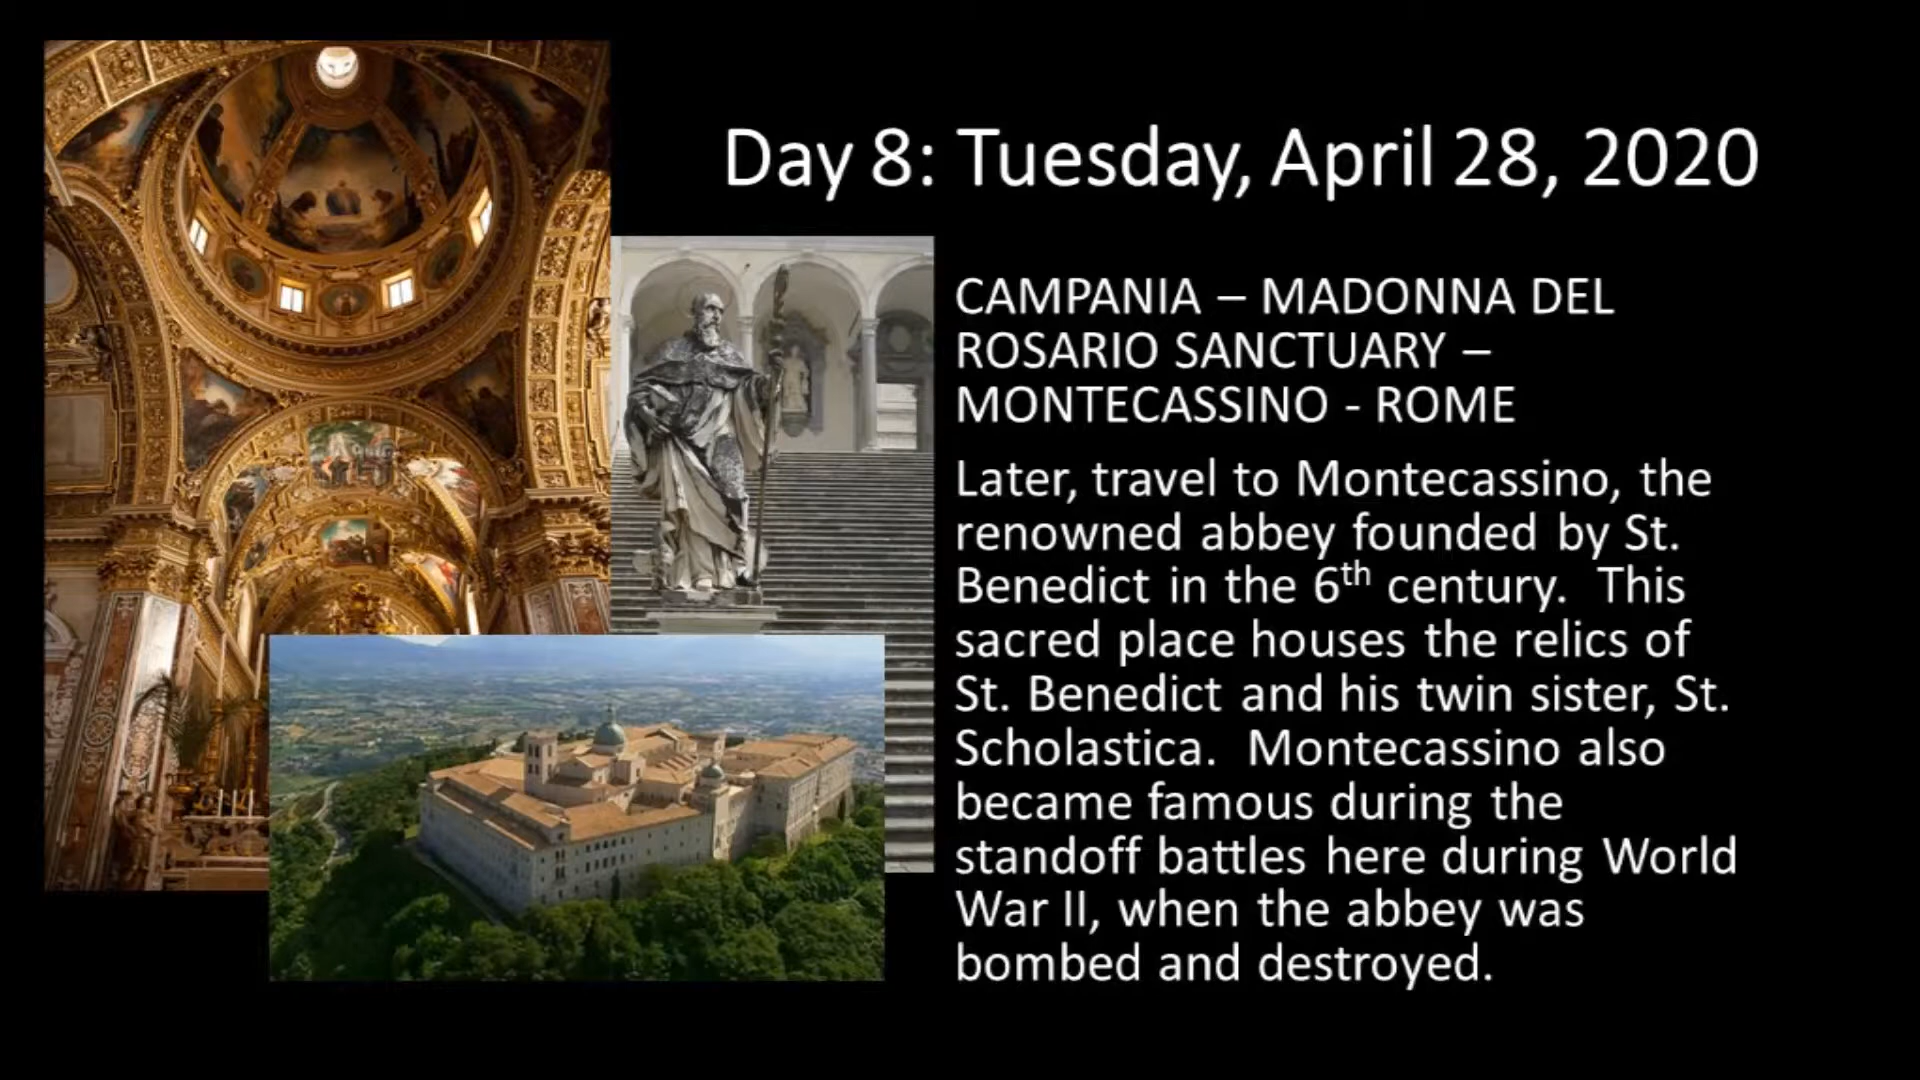 Day 8: Tuesday, April 28, 2020
CAMPANIA – MADONNA DEL
ROSARIO SANCTUARY –
MONTECASSINO - ROME
Later, travel to Montecassino, the
renowned abbey founded by St.
Benedict in the 6th century.  This
sacred place houses the relics of
St. Benedict and his twin sister, St.
Scholastica.  Montecassino also
became famous during the
standoff battles here during World
War II, when the abbey was
bombed and destroyed.